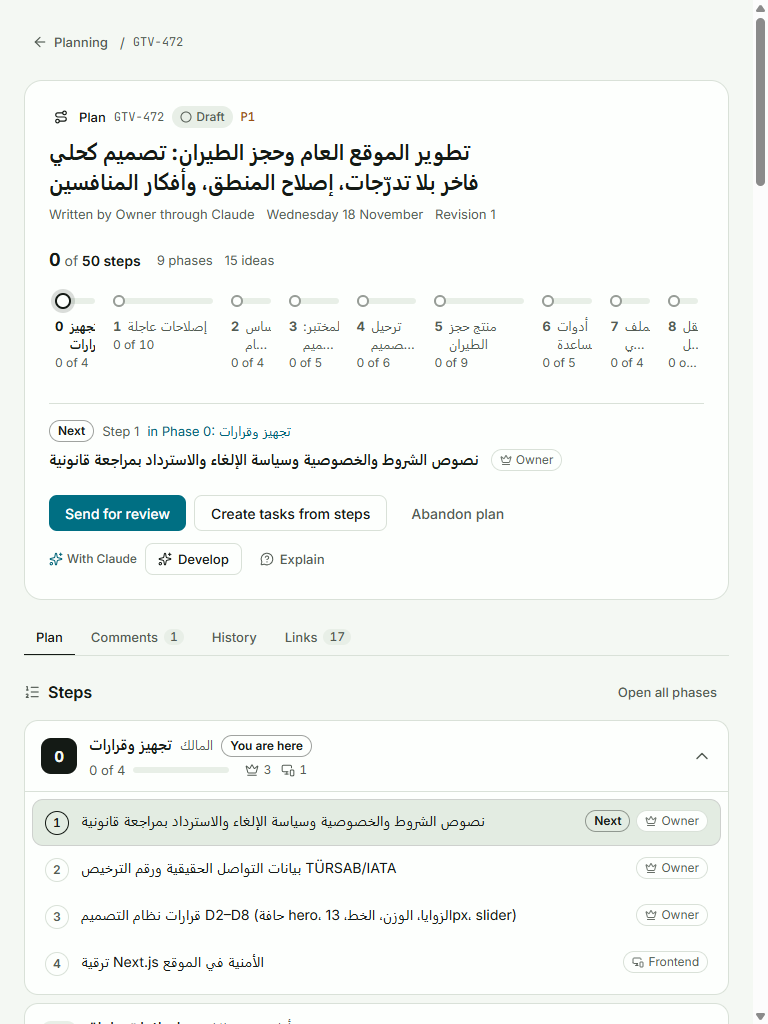 Planning / GTV-472
Plan GTV-472 Draft P1
تطوير الموقع العام وحجز الطيران: تصميم كحلي
فاخر بلا تدرّجات، إصلاح المنطق، وأفكار المنافسين
Written by Owner through Claude Wednesday 18 November Revision 1
0 of 50 steps 9 phases 15 ideas
0
0 of 4
1 إصلاحات عاجلة
0 of 10
2
0 of 4
3
0 of 5
4 ترحيل
0 of 6
5 منتج حجز
الطيران
0 of 9
6 أدوات
0 of 5
7
0 of 4
8
0 o...
Next Step 1 in Phase 0: تجهيز وقرارات
نصوص الشروط والخصوصية وسياسة الإلغاء والاسترداد بمراجعة قانونية Owner
Send for review Create tasks from steps Abandon plan
With Claude Develop Explain
Plan Comments 1 History Links 17
Steps Open all phases
0 تجهيز وقرارات المالك You are here
0 of 4 3 1
1 نصوص الشروط والخصوصية وسياسة الإلغاء والاسترداد بمراجعة قانونية Next Owner
2 بيانات التواصل الحقيقية ورقم الترخيص TÜRSAB/IATA Owner
3 قرارات نظام التصميم D2–D8 (حافة hero، 13 الزوايا، الوزن، الخط،px، slider) Owner
4 ترقية Next.js الأمنية في الموقع Frontend